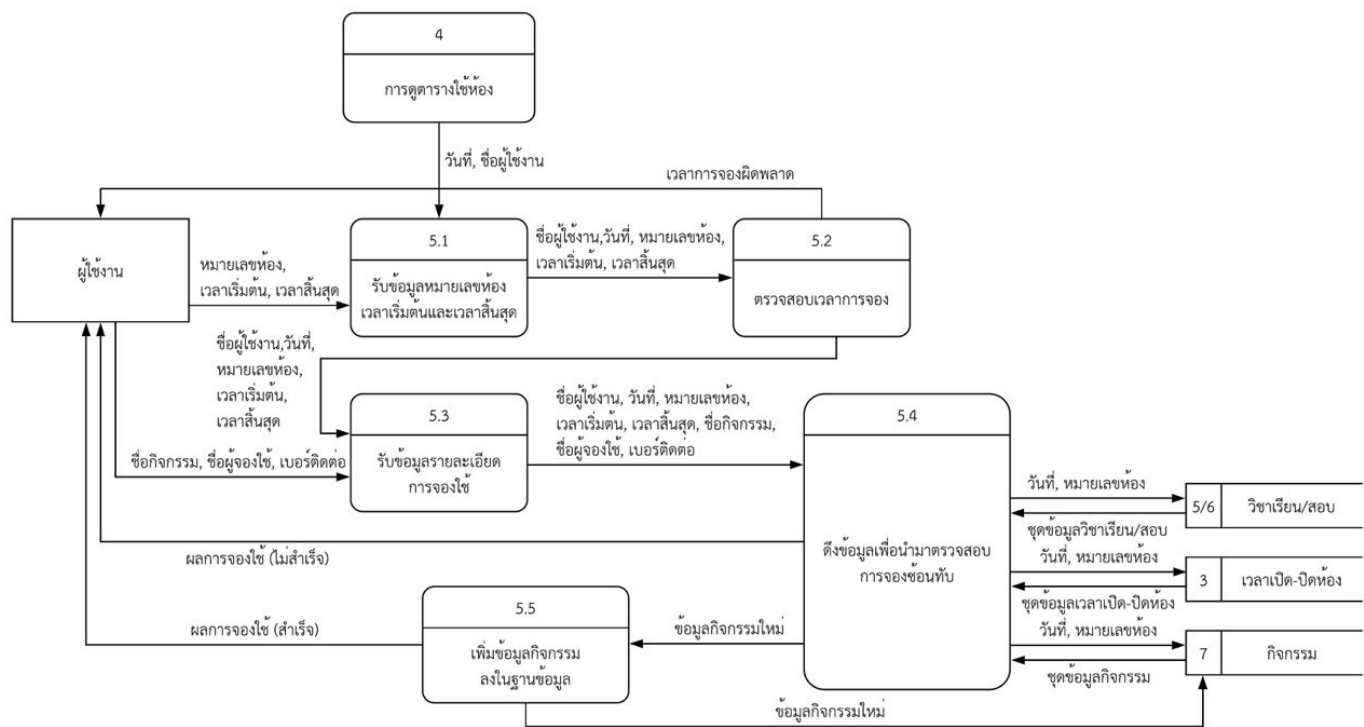 4
การดูตารางใช้ห้อง
วันที่, ชื่อผู้ใช้งาน
เวลาการจองผิดพลาด
ผู้ใช้งาน
หมายเลขห้อง,
เวลาเริ่มต้น, เวลาสิ้นสุด
5.1
รับข้อมูลหมายเลขห้อง
เวลาเริ่มต้นและเวลาสิ้นสุด
ชื่อผู้ใช้งาน,วันที่, หมายเลขห้อง,
เวลาเริ่มต้น, เวลาสิ้นสุด
5.2
ตรวจสอบเวลาการจอง
ชื่อผู้ใช้งาน,วันที่,
หมายเลขห้อง,
เวลาเริ่มต้น,
เวลาสิ้นสุด
ชื่อกิจกรรม, ชื่อผู้จองใช้, เบอร์ติดต่อ
5.3
รับข้อมูลรายละเอียด
การจองใช้
ชื่อผู้ใช้งาน, วันที่, หมายเลขห้อง,
เวลาเริ่มต้น, เวลาสิ้นสุด, ชื่อกิจกรรม,
ชื่อผู้จองใช้, เบอร์ติดต่อ
5.4
ดึงข้อมูลเพื่อนำมาตรวจสอบ
การจองซ้อนทับ
วันที่, หมายเลขห้อง
5/6 วิชาเรียน/สอบ
ชุดข้อมูลวิชาเรียน/สอบ
วันที่, หมายเลขห้อง
3 เวลาเปิด-ปิดห้อง
ชุดข้อมูลเวลาเปิด-ปิดห้อง
วันที่, หมายเลขห้อง
7 กิจกรรม
ชุดข้อมูลกิจกรรม
ผลการจองใช้ (ไม่สำเร็จ)
ผลการจองใช้ (สำเร็จ)
5.5
เพิ่มข้อมูลกิจกรรม
ลงในฐานข้อมูล
ข้อมูลกิจกรรมใหม่
ข้อมูลกิจกรรมใหม่